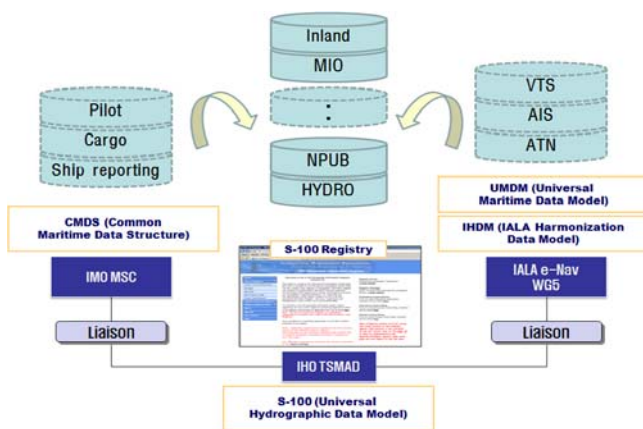 Inland
MIO
:
NPUB
HYDRO
Pilot
Cargo
Ship reporting
VTS
AIS
ATN
CMDS (Common
Maritime Data Structure)
UMDM (Universal
Maritime Data Model)
IHDM (IALA Harmonization
Data Model)
S-100 Registry
IMO MSC
IALA e-Nav
WG5
Liaison
Liaison
IHO TSMAD
S-100 (Universal
Hydrographic Data Model)